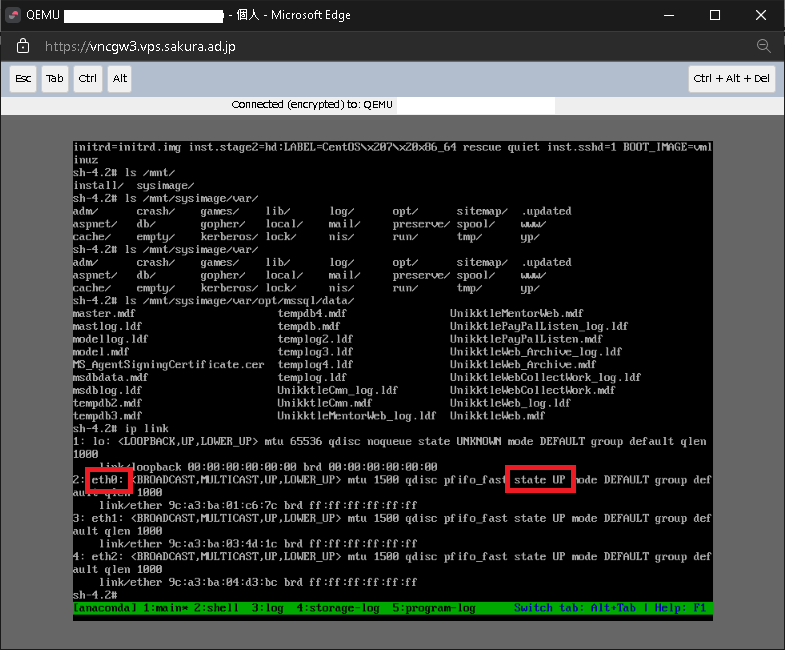 QEMU - 個人 - Microsoft Edge
https://vncgw3.vps.sakura.ad.jp
Esc Tab Ctrl Alt Ctrl + Alt + Del
Connected (encrypted) to: QEMU
initrd=initrd.img inst.stage2=hd:LABEL=CentOS\x207\x20x86_64 rescue quiet inst.sshd=1 BOOT_IMAGE=vml
inuz
sh-4.2# ls /mnt/
install/ sysimage/
sh-4.2# ls /mnt/sysimage/var/
adm/ crash/ games/ lib/ log/ opt/ sitemap/ .updated
aspnet/ db/ gopher/ local/ mail/ preserve/ spool/ www/
cache/ empty/ kerberos/ lock/ nis/ run/ tmp/ yp/
sh-4.2# ls /mnt/sysimage/var/
adm/ crash/ games/ lib/ log/ opt/ sitemap/ .updated
aspnet/ db/ gopher/ local/ mail/ preserve/ spool/ www/
cache/ empty/ kerberos/ lock/ nis/ run/ tmp/ yp/
sh-4.2# ls /mnt/sysimage/var/opt/mssql/data/
master.mdf tempdb4.mdf UnikktleMentorWeb.mdf
mastlog.ldf tempdb.mdf UnikktlePayPalListen_log.ldf
modellog.ldf templog2.ldf UnikktlePayPalListen.mdf
model.mdf templog3.ldf UnikktleWeb_Archive_log.ldf
MS_AgentSigningCertificate.cer templog4.ldf UnikktleWeb_Archive.mdf
msdbdata.mdf templog.ldf UnikktleWebCollectWork_log.ldf
msdblog.ldf UnikktleCmn_log.ldf UnikktleWebCollectWork.mdf
tempdb2.mdf UnikktleCmn.mdf UnikktleWeb_log.ldf
tempdb3.mdf UnikktleMentorWeb_log.ldf UnikktleWeb.mdf
sh-4.2# ip link
1: lo: <LOOPBACK,UP,LOWER_UP> mtu 65536 qdisc noqueue state UNKNOWN mode DEFAULT group default qlen
1000
link/loopback 00:00:00:00:00:00 brd 00:00:00:00:00:00
2: eth0: <BROADCAST,MULTICAST,UP,LOWER_UP> mtu 1500 qdisc pfifo_fast state UP mode DEFAULT group def
ault qlen 1000
link/ether 9c:a3:ba:01:c6:7c brd ff:ff:ff:ff:ff:ff
3: eth1: <BROADCAST,MULTICAST,UP,LOWER_UP> mtu 1500 qdisc pfifo_fast state UP mode DEFAULT group def
ault qlen 1000
link/ether 9c:a3:ba:03:4d:1c brd ff:ff:ff:ff:ff:ff
4: eth2: <BROADCAST,MULTICAST,UP,LOWER_UP> mtu 1500 qdisc pfifo_fast state UP mode DEFAULT group def
ault qlen 1000
link/ether 9c:a3:ba:04:d3:bc brd ff:ff:ff:ff:ff:ff
sh-4.2#
[anaconda] 1:main* 2:shell 3:log 4:storage-log 5:program-log Switch tab: Alt+Tab | Help: F1